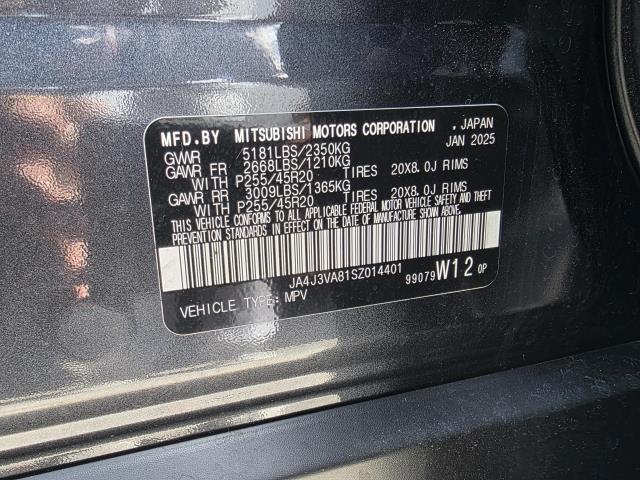 MFD.BY MITSUBISHI MOTORS CORPORATION . JAPAN
GVWR 5181LBS/2350KG JAN 2025
GAWR FR 2668LBS/1210KG
WITH P255/45R20 TIRES 20X8.0J RIMS
GAWR RR 3009LBS/1365KG
WITH P255/45R20 TIRES 20X8.0J RIMS
THIS VEHICLE CONFORMS TO ALL APPLICABLE FEDERAL MOTOR VEHICLE SAFETY AND THEFT
PREVENTION STANDARDS IN EFFECT ON THE DATE OF MANUFACTURE SHOWN ABOVE.
JA4J3VA81SZ014401
99079 W12 0P
VEHICLE TYPE: MPV